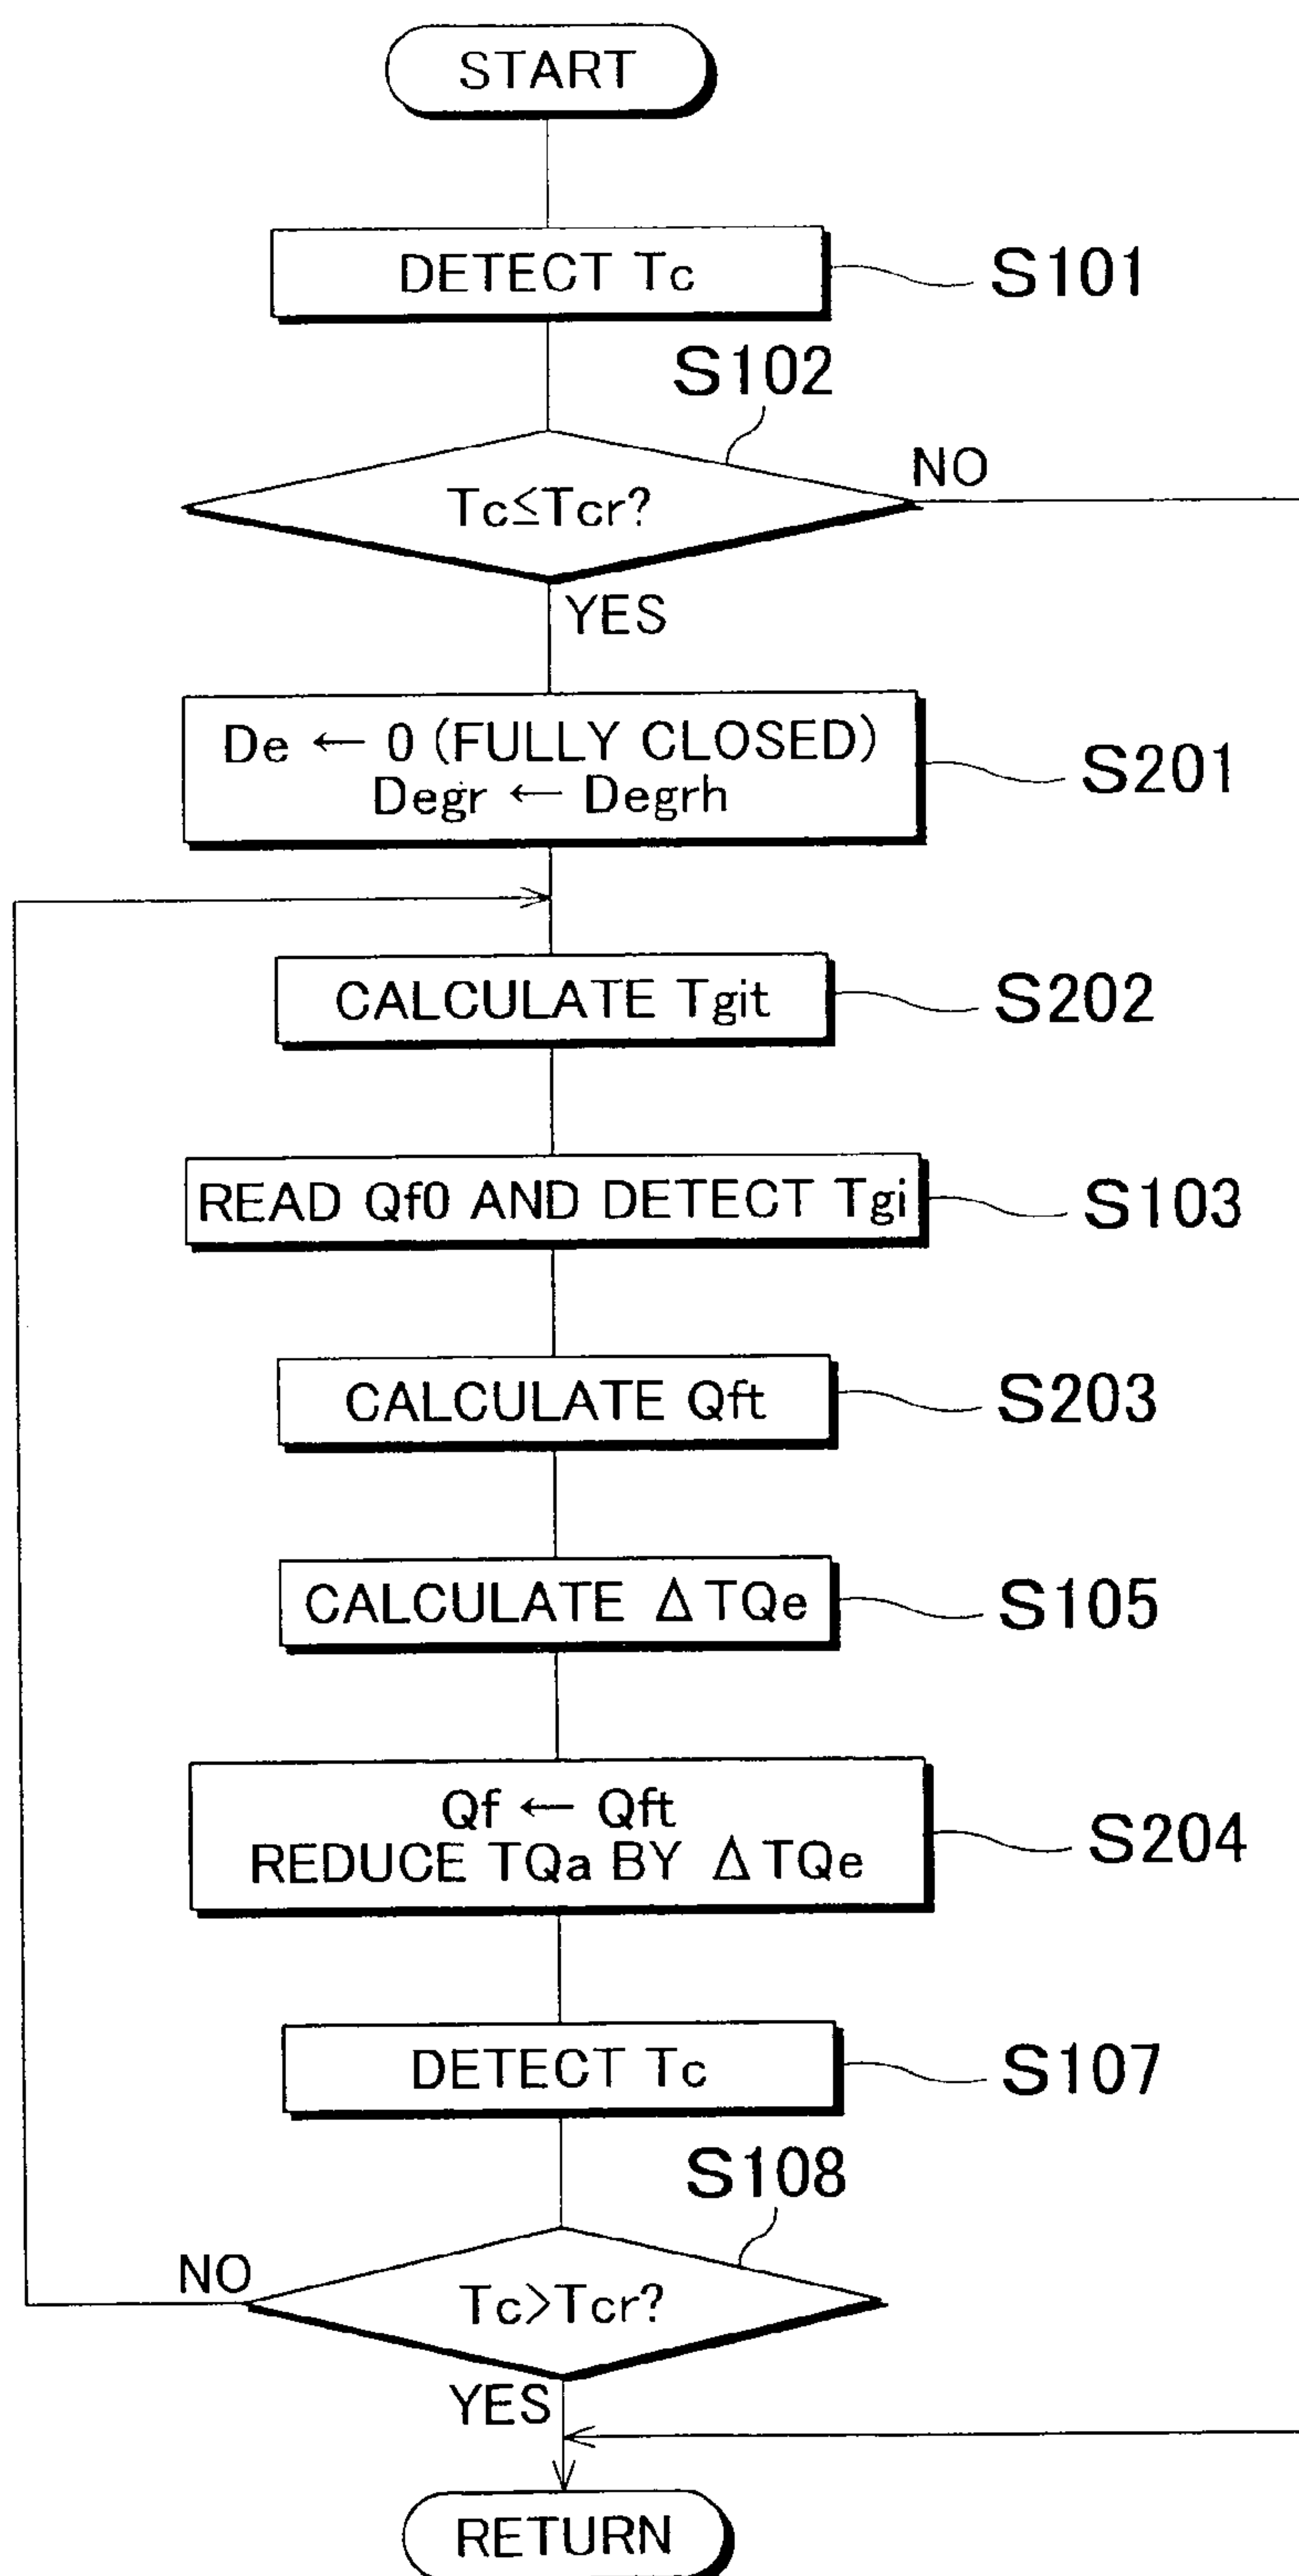 START
DETECT Tc
S101
S102
Tc≤Tcr?
NO
YES
De ← 0 (FULLY CLOSED)
Degr ← Degrh
S201
CALCULATE Tgit
S202
READ Qf0 AND DETECT Tgi
S103
CALCULATE Qft
S203
CALCULATE Δ TQe
S105
Qf ← Qft
REDUCE TQa BY Δ TQe
S204
DETECT Tc
S107
S108
NO
Tc>Tcr?
YES
RETURN